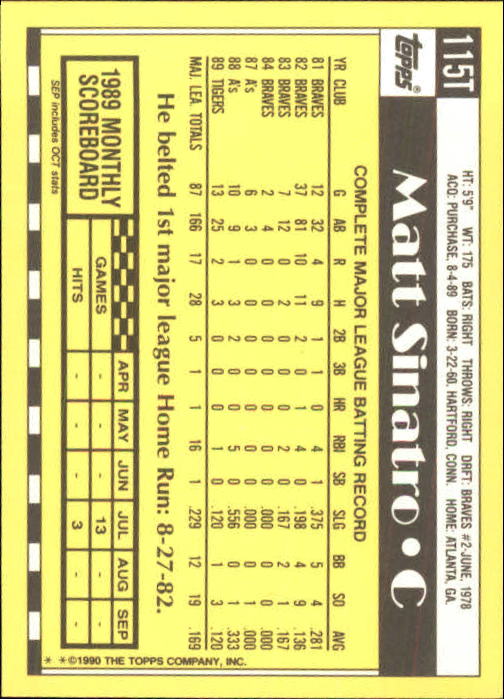 115T
topps®
HT: 5'9" WT: 175 BATS: RIGHT THROWS: RIGHT DRFT: BRAVES #2-JUNE, 1978
ACQ: PURCHASE, 8-4-89 BORN: 3-22-60, HARTFORD, CONN. HOME: ATLANTA, GA.
Matt Sinatro • C
COMPLETE MAJOR LEAGUE BATTING RECORD
YR CLUB G AB R H 2B 3B HR RBI SB SLG BB SO AVG
81 BRAVES 12 32 4 9 1 1 0 4 1 .375 5 4 .281
82 BRAVES 37 81 10 11 2 0 1 4 0 .198 4 9 .136
83 BRAVES 7 12 0 2 0 0 0 2 0 .167 2 1 .167
84 BRAVES 2 4 0 0 0 0 0 0 0 .000 0 0 .000
87 A's 6 3 0 0 0 0 0 0 0 .000 0 1 .000
88 A's 10 9 1 3 2 0 0 5 0 .556 0 1 .333
89 TIGERS 13 25 2 3 0 0 0 1 0 .120 1 3 .120
MAJ. LEA. TOTALS 87 166 17 28 5 1 1 16 1 .229 12 19 .169
He belted 1st major league Home Run: 8-27-82.
1989 MONTHLY
SCOREBOARD
SEP includes OCT stats
APR MAY JUN JUL AUG SEP
GAMES - - - 13 - -
HITS - - - 3 - -
* *©1990 THE TOPPS COMPANY, INC.